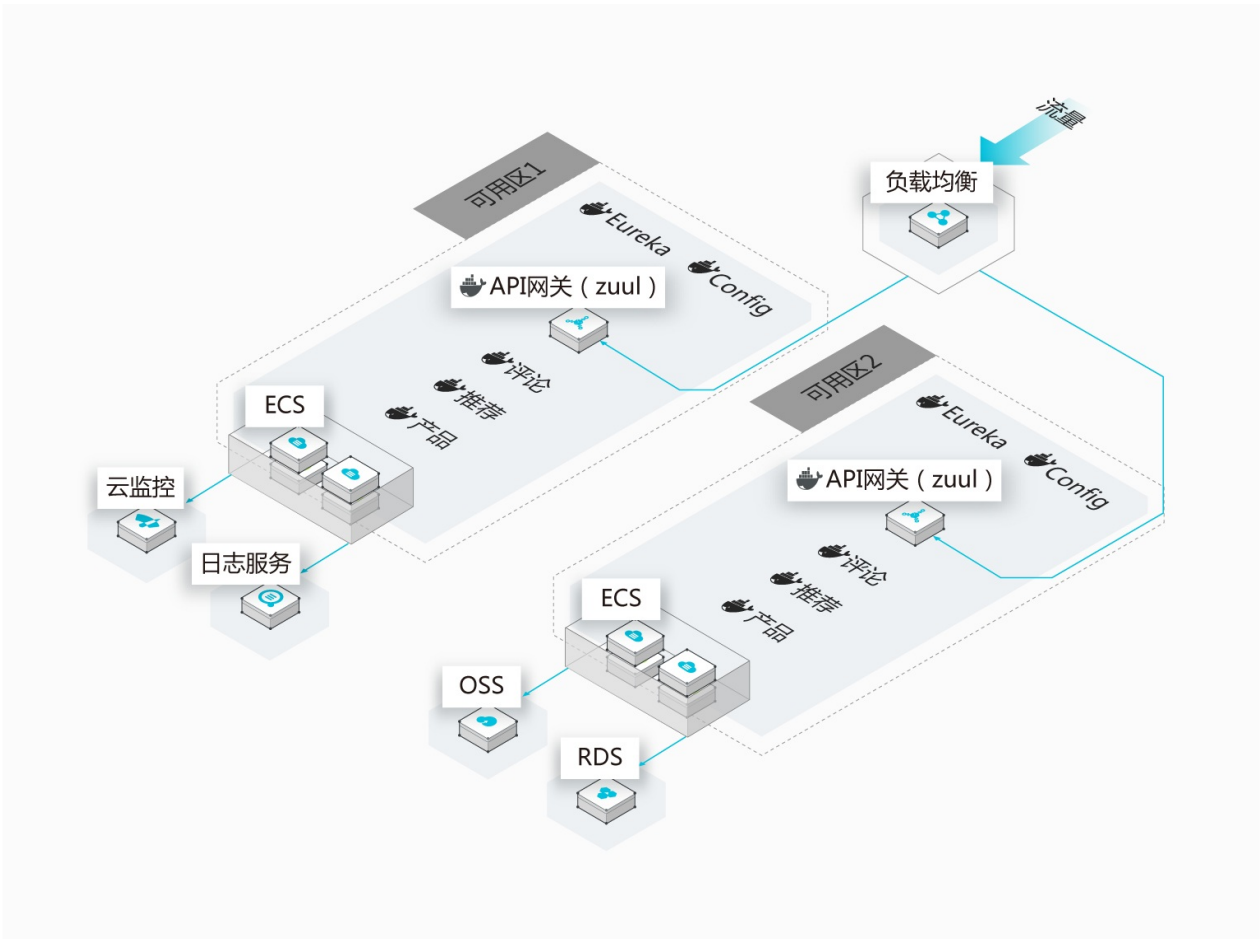 流量
负载均衡
可用区1
Eureka
Config
API网关（zuul）
评论
推荐
产品
ECS
云监控
日志服务
可用区2
Eureka
Config
API网关（zuul）
评论
推荐
产品
ECS
OSS
RDS